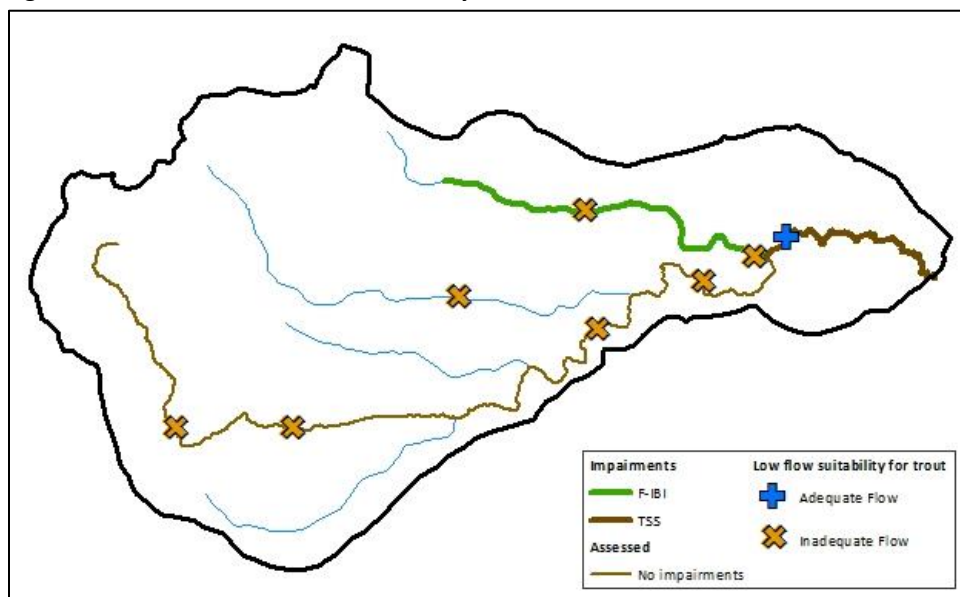 Impairments
F-IBI
TSS
Assessed
No impairments
Low flow suitability for trout
Adequate Flow
Inadequate Flow